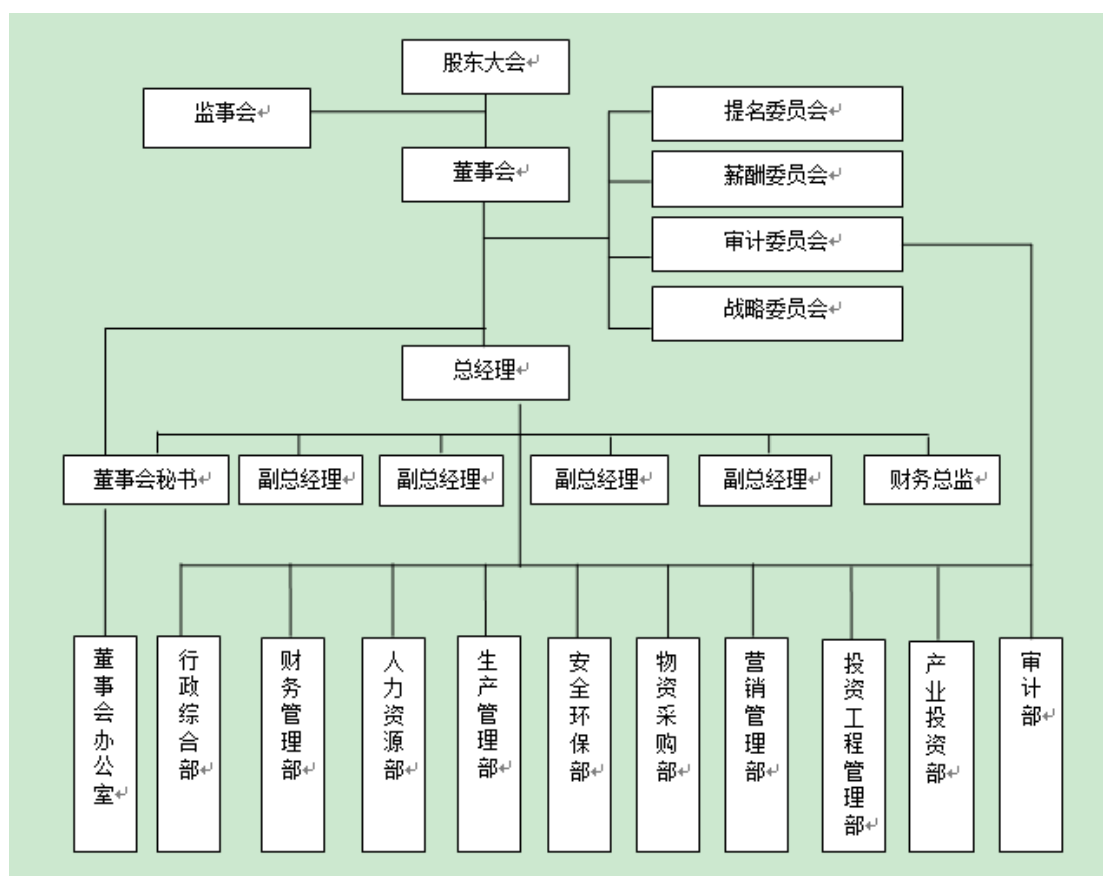 股东大会
监事会
提名委员会
董事会
薪酬委员会
审计委员会
战略委员会
总经理
董事会秘书
副总经理
副总经理
副总经理
副总经理
财务总监
董事会办公室
行政综合部
财务管理部
人力资源部
生产管理部
安全环保部
物资采购部
营销管理部
投资工程管理部
产业投资部
审计部